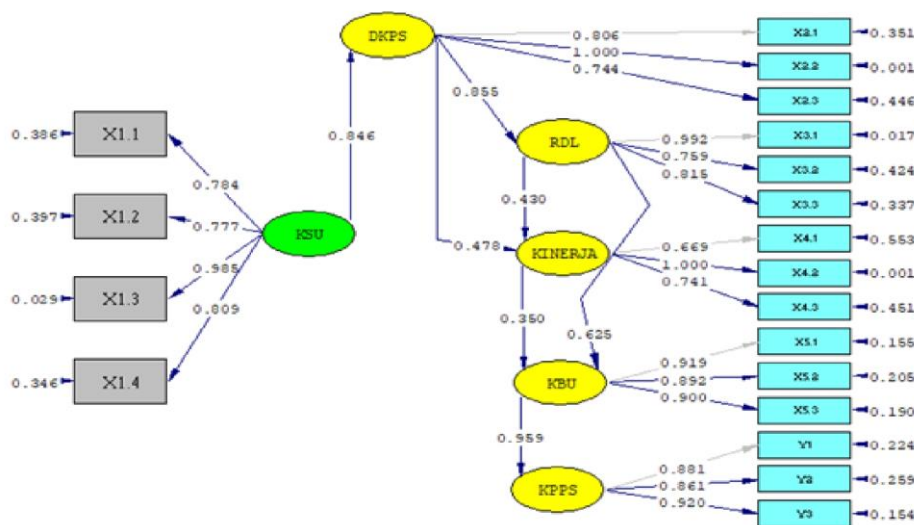 DKPS
0.806
X2.1
0.351
1.000
X2.2
0.001
0.744
X2.3
0.446
0.855
0.386
X1.1
0.846
RDL
0.992
X3.1
0.017
0.759
X3.2
0.424
0.815
X3.3
0.337
0.784
0.397
X1.2
0.777
KSU
0.430
0.478
KINERJA
0.669
X4.1
0.553
1.000
X4.2
0.001
0.741
X4.3
0.451
0.985
0.029
X1.3
0.809
0.350
0.625
0.346
X1.4
KBU
0.919
X5.1
0.155
0.892
X5.2
0.205
0.900
X5.3
0.190
0.959
KPPS
0.881
Y1
0.224
0.861
Y2
0.259
0.920
Y3
0.154